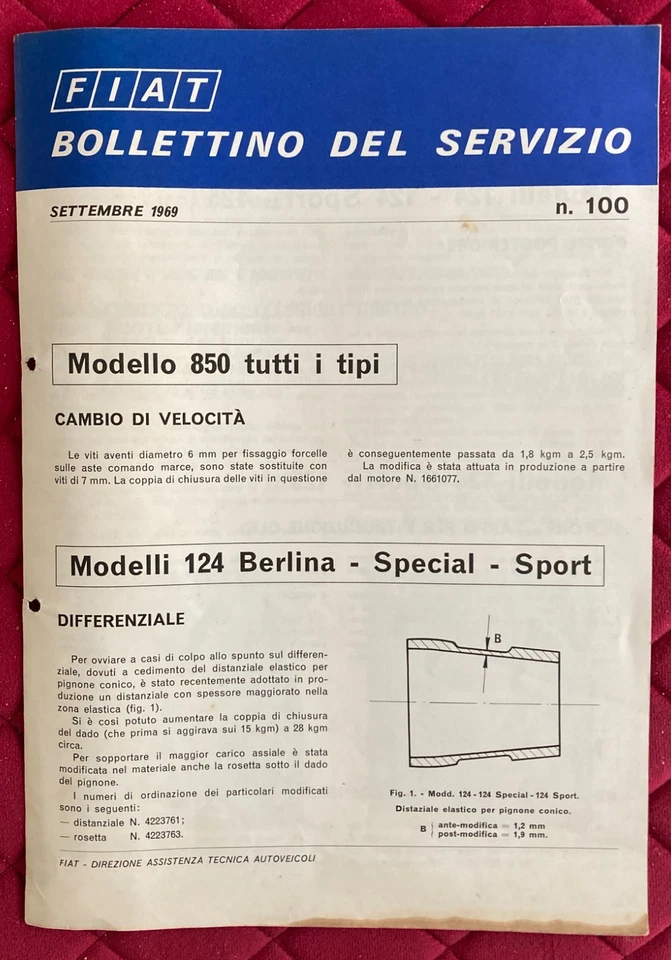 FIAT
BOLLETTINO DEL SERVIZIO
SETTEMBRE 1969
n. 100
Modello 850 tutti i tipi
CAMBIO DI VELOCITÀ
Le viti aventi diametro 6 mm per fissaggio forcelle
sulle aste comando marce, sono state sostituite con
viti di 7 mm. La coppia di chiusura delle viti in questione
è conseguentemente passata da 1,8 kgm a 2,5 kgm.
La modifica è stata attuata in produzione a partire
dal motore N. 1661077.
Modelli 124 Berlina - Special - Sport
DIFFERENZIALE
Per ovviare a casi di colpo allo spunto sul differen-
ziale, dovuti a cedimento del distanziale elastico per
pignone conico, è stato recentemente adottato in pro-
duzione un distanziale con spessore maggiorato nella
zona elastica (fig. 1).
Si è così potuto aumentare la coppia di chiusura
del dado (che prima si aggirava sui 15 kgm) a 28 kgm
circa.
Per sopportare il maggior carico assiale è stata
modificata nel materiale anche la rosetta sotto il dado
del pignone.
I numeri di ordinazione dei particolari modificati
sono i seguenti:
— distanziale N. 4223761;
— rosetta N. 4223763.
B
Fig. 1. - Modd. 124-124 Special-124 Sport.
Distaziale elastico per pignone conico.
B { ante-modifica = 1,2 mm
post-modifica = 1,9 mm.
FIAT - DIREZIONE ASSISTENZA TECNICA AUTOVEICOLI